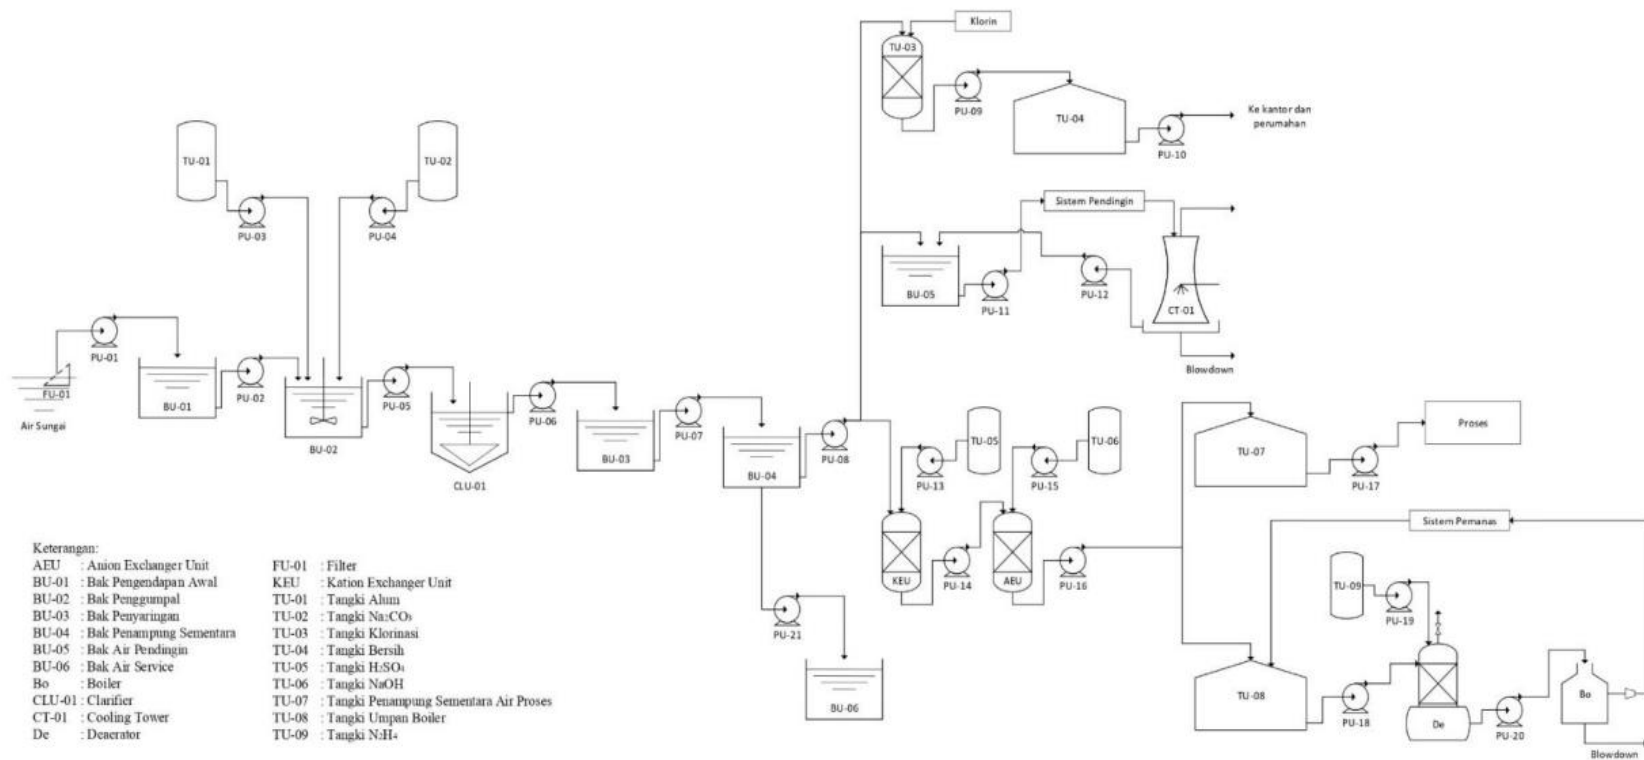 Klorin
TU-03
PU-09
TU-04
Ke kantor dan
perumahan
PU-10
TU-01
TU-02
PU-03
PU-04
Sistem Pendingin
BU-05
PU-11
PU-12
CT-01
Blowdown
PU-01
FU-01
Air Sungai
BU-01
PU-02
BU-02
PU-05
CLU-01
PU-06
BU-03
PU-07
BU-04
PU-08
PU-13
TU-05
PU-15
TU-06
KEU
PU-14
AEU
PU-16
TU-07
PU-17
Proses
Sistem Pemanas
TU-09
PU-19
TU-08
PU-18
De
PU-20
Bo
Blowdown
PU-21
BU-06
Keterangan:
AEU : Anion Exchanger Unit
BU-01 : Bak Pengendapan Awal
BU-02 : Bak Penggumpal
BU-03 : Bak Penyaringan
BU-04 : Bak Penampung Sementara
BU-05 : Bak Air Pendingin
BU-06 : Bak Air Service
Bo : Boiler
CLU-01 : Clarifier
CT-01 : Cooling Tower
De : Deaerator
FU-01 : Filter
KEU : Kation Exchanger Unit
TU-01 : Tangki Alum
TU-02 : Tangki Na₂CO₃
TU-03 : Tangki Klorinasi
TU-04 : Tangki Bersih
TU-05 : Tangki H₂SO₄
TU-06 : Tangki NaOH
TU-07 : Tangki Penampung Sementara Air Proses
TU-08 : Tangki Umpan Boiler
TU-09 : Tangki N₂H₄